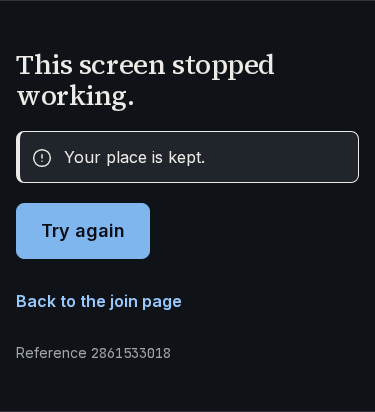 This screen stopped
working.
Your place is kept.
Try again
Back to the join page
Reference 2861533018